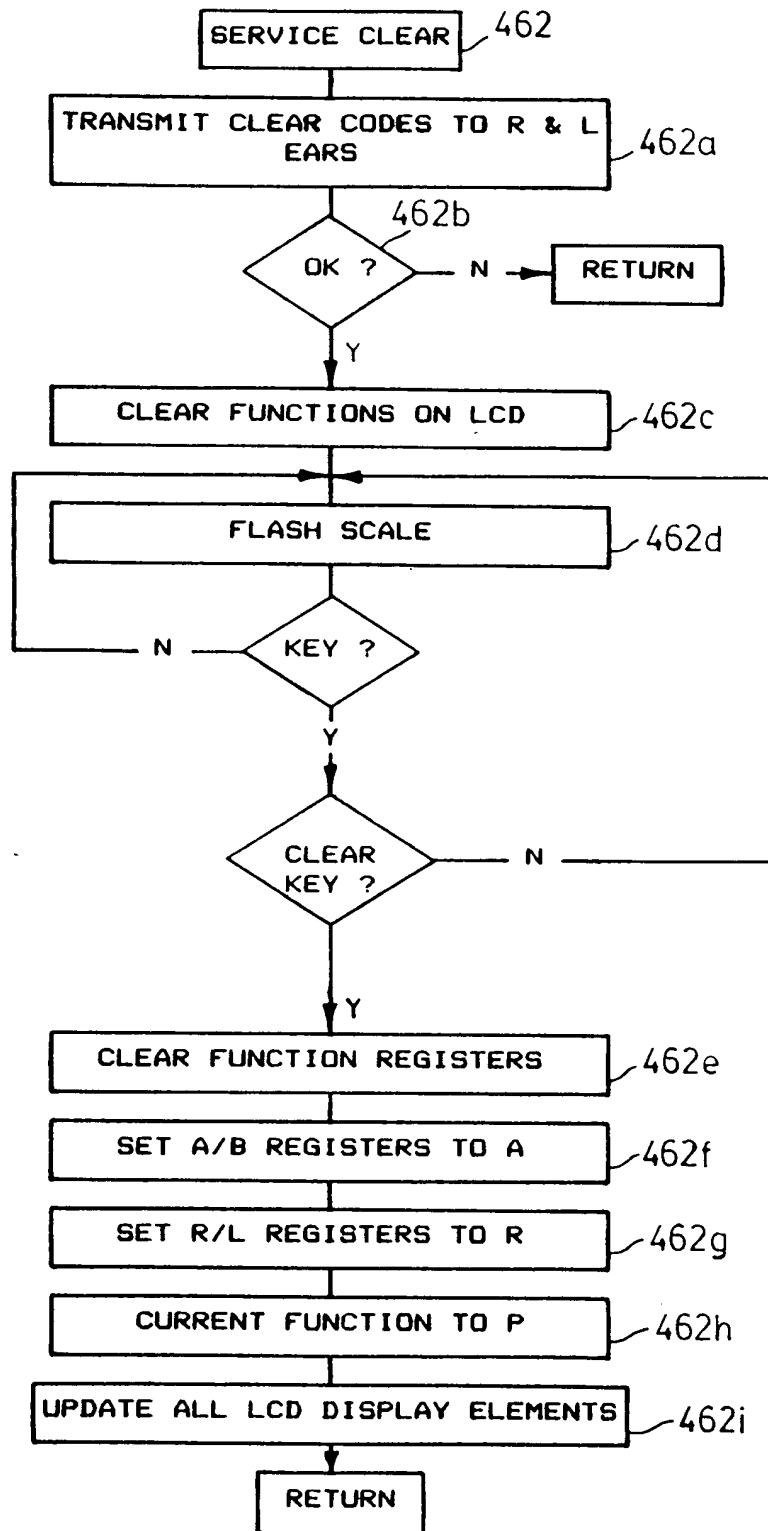 SERVICE CLEAR
462
TRANSMIT CLEAR CODES TO R & L
EARS
462a
462b
OK ?
N
RETURN
Y
CLEAR FUNCTIONS ON LCD
462c
FLASH SCALE
462d
N
KEY ?
Y
CLEAR
KEY ?
N
Y
CLEAR FUNCTION REGISTERS
462e
SET A/B REGISTERS TO A
462f
SET R/L REGISTERS TO R
462g
CURRENT FUNCTION TO P
462h
UPDATE ALL LCD DISPLAY ELEMENTS
462i
RETURN